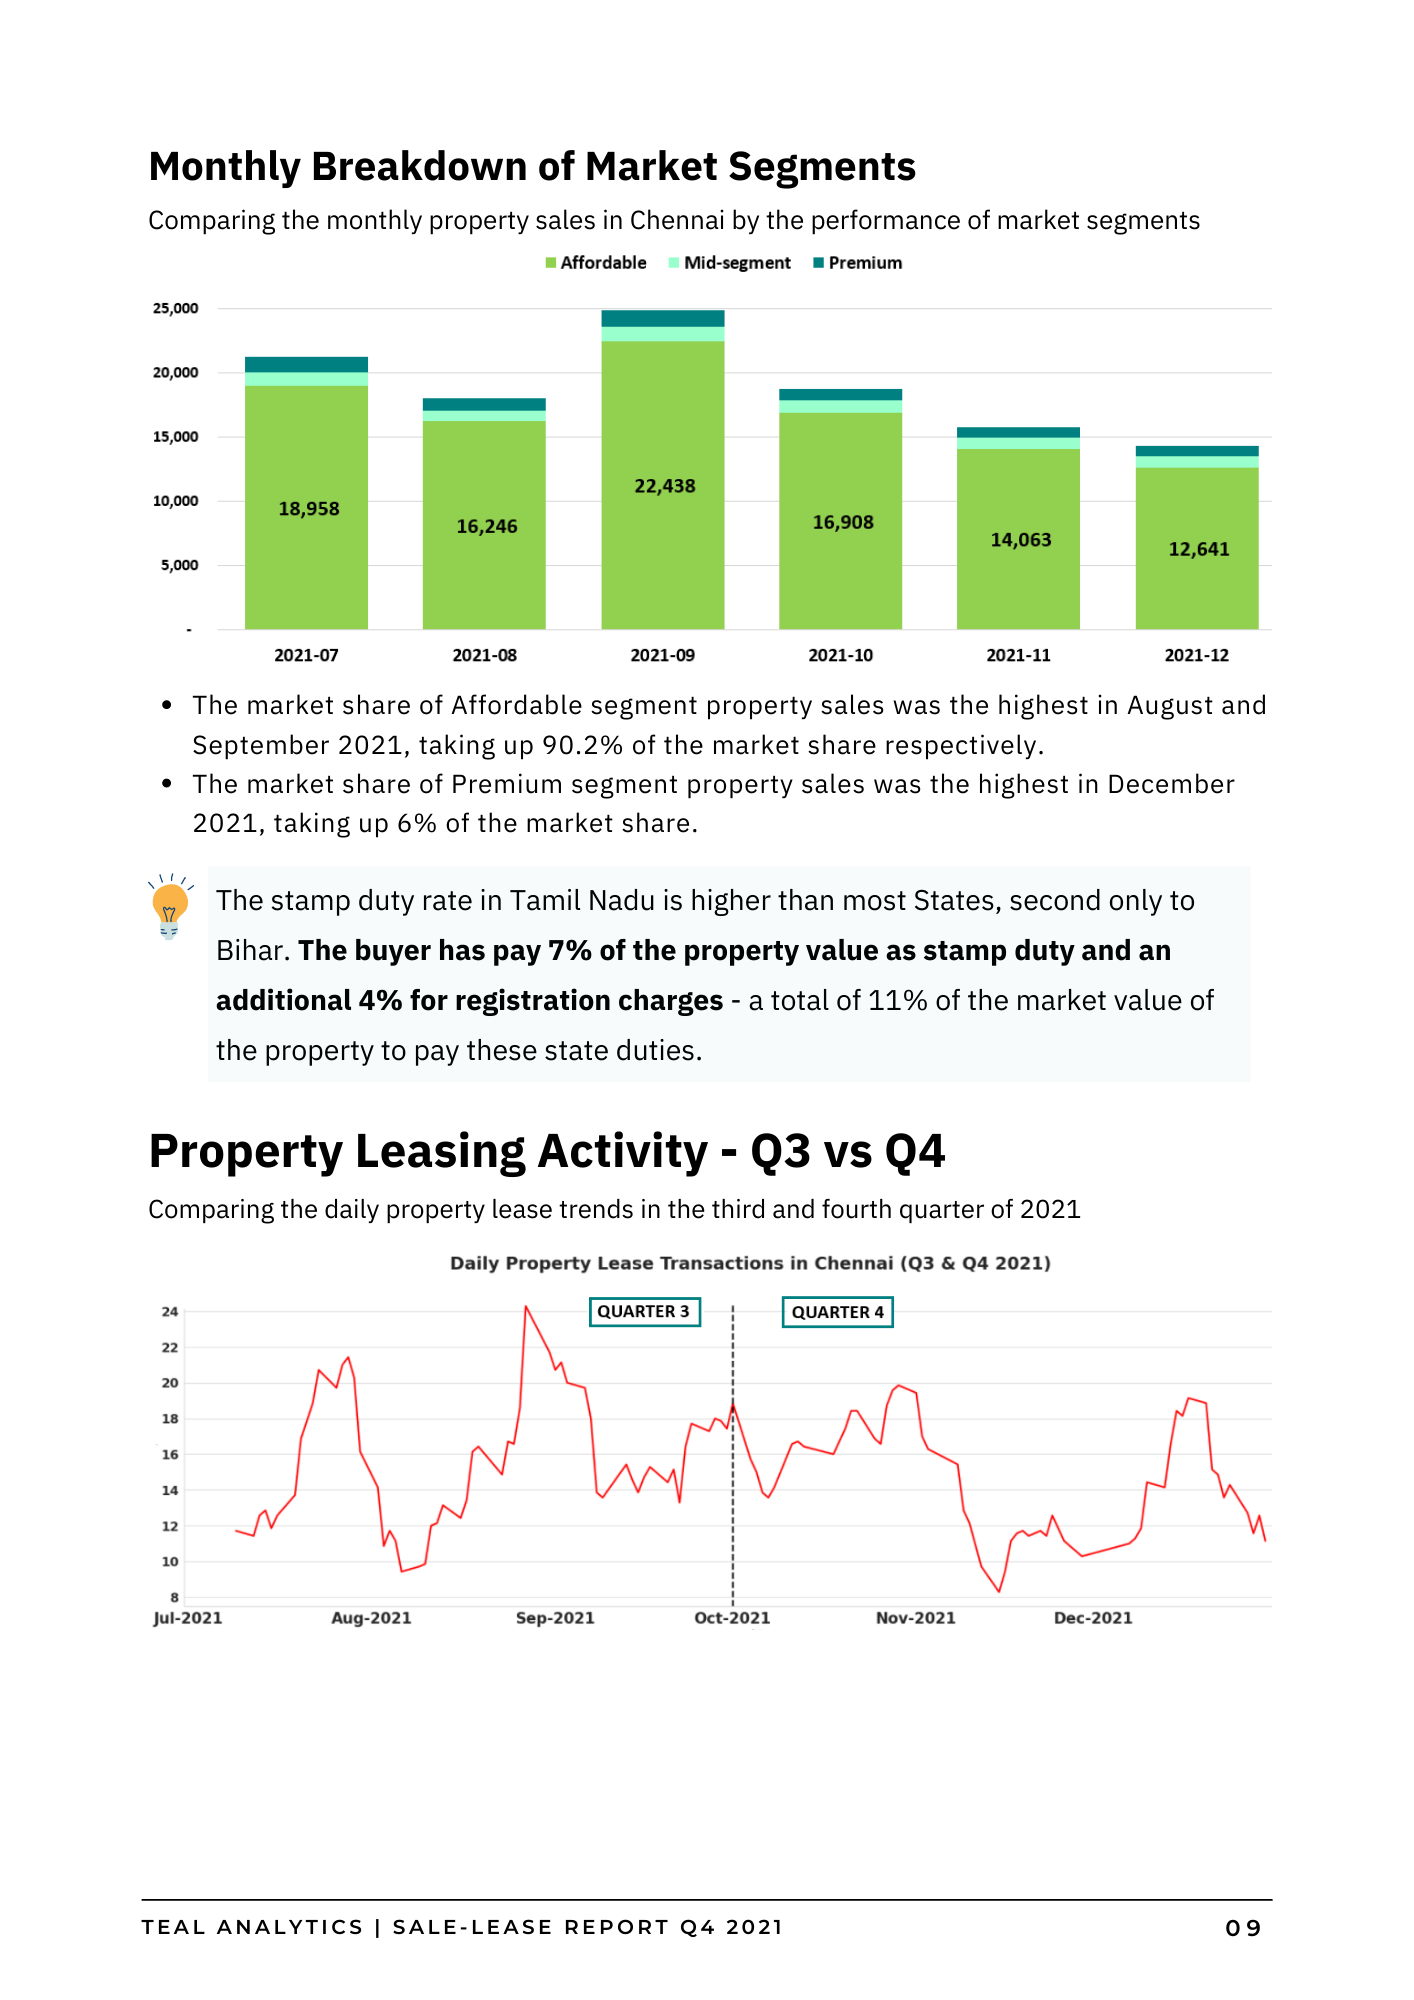 Monthly Breakdown of Market Segments
Comparing the monthly property sales in Chennai by the performance of market segments
Affordable Mid-segment Premium
25,000
20,000
15,000
10,000
5,000
-
18,958
16,246
22,438
16,908
14,063
12,641
2021-07 2021-08 2021-09 2021-10 2021-11 2021-12
• The market share of Affordable segment property sales was the highest in August and
September 2021, taking up 90.2% of the market share respectively.
• The market share of Premium segment property sales was the highest in December
2021, taking up 6% of the market share.
The stamp duty rate in Tamil Nadu is higher than most States, second only to
Bihar. The buyer has pay 7% of the property value as stamp duty and an
additional 4% for registration charges - a total of 11% of the market value of
the property to pay these state duties.
Property Leasing Activity - Q3 vs Q4
Comparing the daily property lease trends in the third and fourth quarter of 2021
Daily Property Lease Transactions in Chennai (Q3 & Q4 2021)
QUARTER 3 QUARTER 4
24
22
20
18
16
14
12
10
8
Jul-2021 Aug-2021 Sep-2021 Oct-2021 Nov-2021 Dec-2021
TEAL ANALYTICS | SALE-LEASE REPORT Q4 2021 09